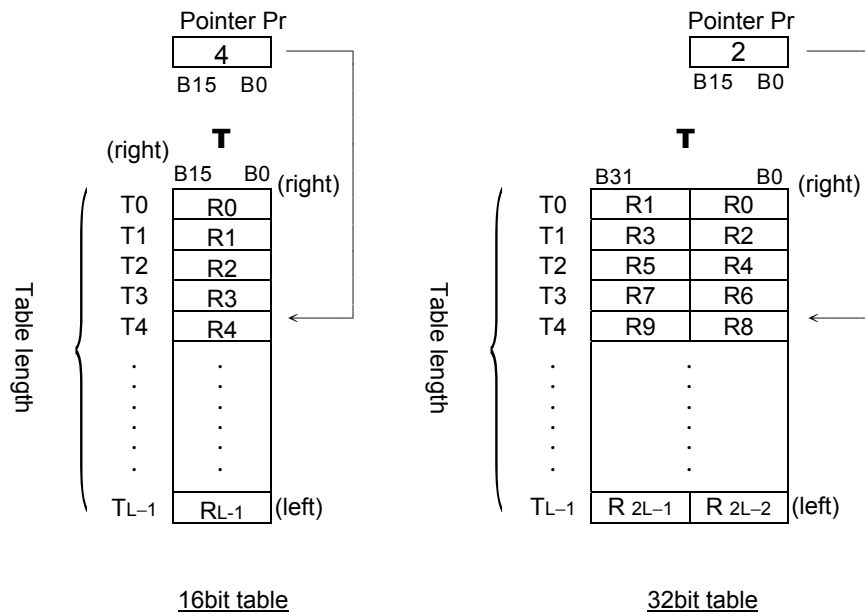 Pointer Pr
4
B15 B0
T
(right)
B15 B0
(right)
T0 R0
T1 R1
T2 R2
T3 R3
T4 R4
Table length
TL–1 RL-1 (left)
16bit table
Pointer Pr
2
B15 B0
T
B31 B0 (right)
T0 R1 R0
T1 R3 R2
T2 R5 R4
T3 R7 R6
T4 R9 R8
Table length
TL–1 R 2L–1 R 2L–2 (left)
32bit table